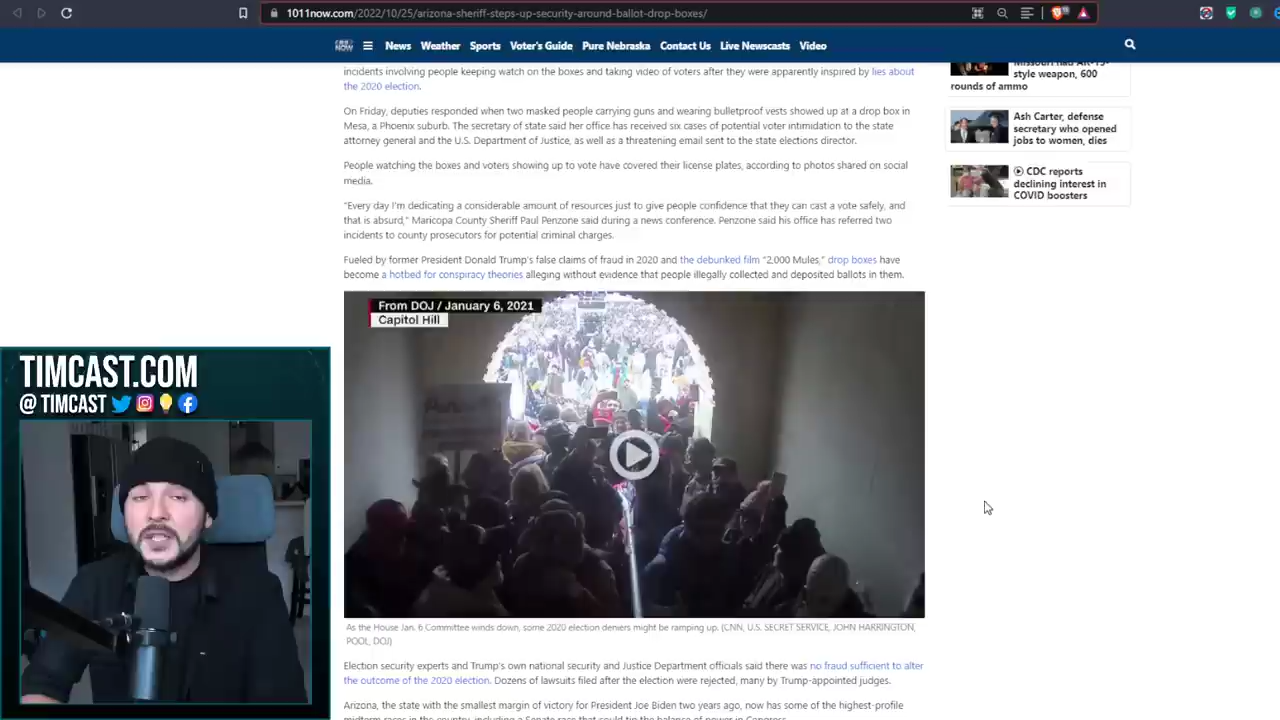 1011now.com/2022/10/25/arizona-sheriff-steps-up-security-around-ballot-drop-boxes/
News Weather Sports Voter's Guide Pure Nebraska Contact Us Live Newscasts Video
incidents involving people keeping watch on the boxes and taking video of voters after they were apparently inspired by lies about
the 2020 election.
On Friday, deputies responded when two masked people carrying guns and wearing bulletproof vests showed up at a drop box in
Mesa, a Phoenix suburb. The secretary of state said her office has received six cases of potential voter intimidation to the state
attorney general and the U.S. Department of Justice, as well as a threatening email sent to the state elections director.
People watching the boxes and voters showing up to vote have covered their license plates, according to photos shared on social
media.
"Every day I'm dedicating a considerable amount of resources just to give people confidence that they can cast a vote safely, and
that is absurd," Maricopa County Sheriff Paul Penzone said during a news conference. Penzone said his office has referred two
incidents to county prosecutors for potential criminal charges.
Fueled by former President Donald Trump's false claims of fraud in 2020 and the debunked film "2,000 Mules," drop boxes have
become a hotbed for conspiracy theories alleging without evidence that people illegally collected and deposited ballots in them.
From DOJ / January 6, 2021
Capitol Hill
As the House Jan. 6 Committee winds down, some 2020 election deniers might be ramping up. (CNN, U.S. SECRET SERVICE, JOHN HARRINGTON,
POOL, DOJ)
Election security experts and Trump's own national security and Justice Department officials said there was no fraud sufficient to alter
the outcome of the 2020 election. Dozens of lawsuits filed after the election were rejected, many by Trump-appointed judges.
Arizona, the state with the smallest margin of victory for President Joe Biden two years ago, now has some of the highest-profile
midterm races in the country, including a Senate race that could tip the balance of power in Congress.
Missouri had AR-15-
style weapon, 600
rounds of ammo
Ash Carter, defense
secretary who opened
jobs to women, dies
CDC reports
declining interest in
COVID boosters
TIMCAST.COM
@ TIMCAST